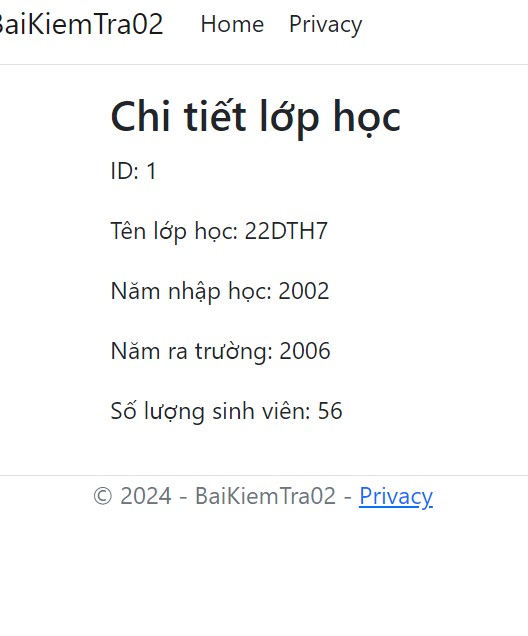 BaiKiemTra02 Home Privacy
Chi tiết lớp học
ID: 1
Tên lớp học: 22DTH7
Năm nhập học: 2002
Năm ra trường: 2006
Số lượng sinh viên: 56
© 2024 - BaiKiemTra02 - Privacy